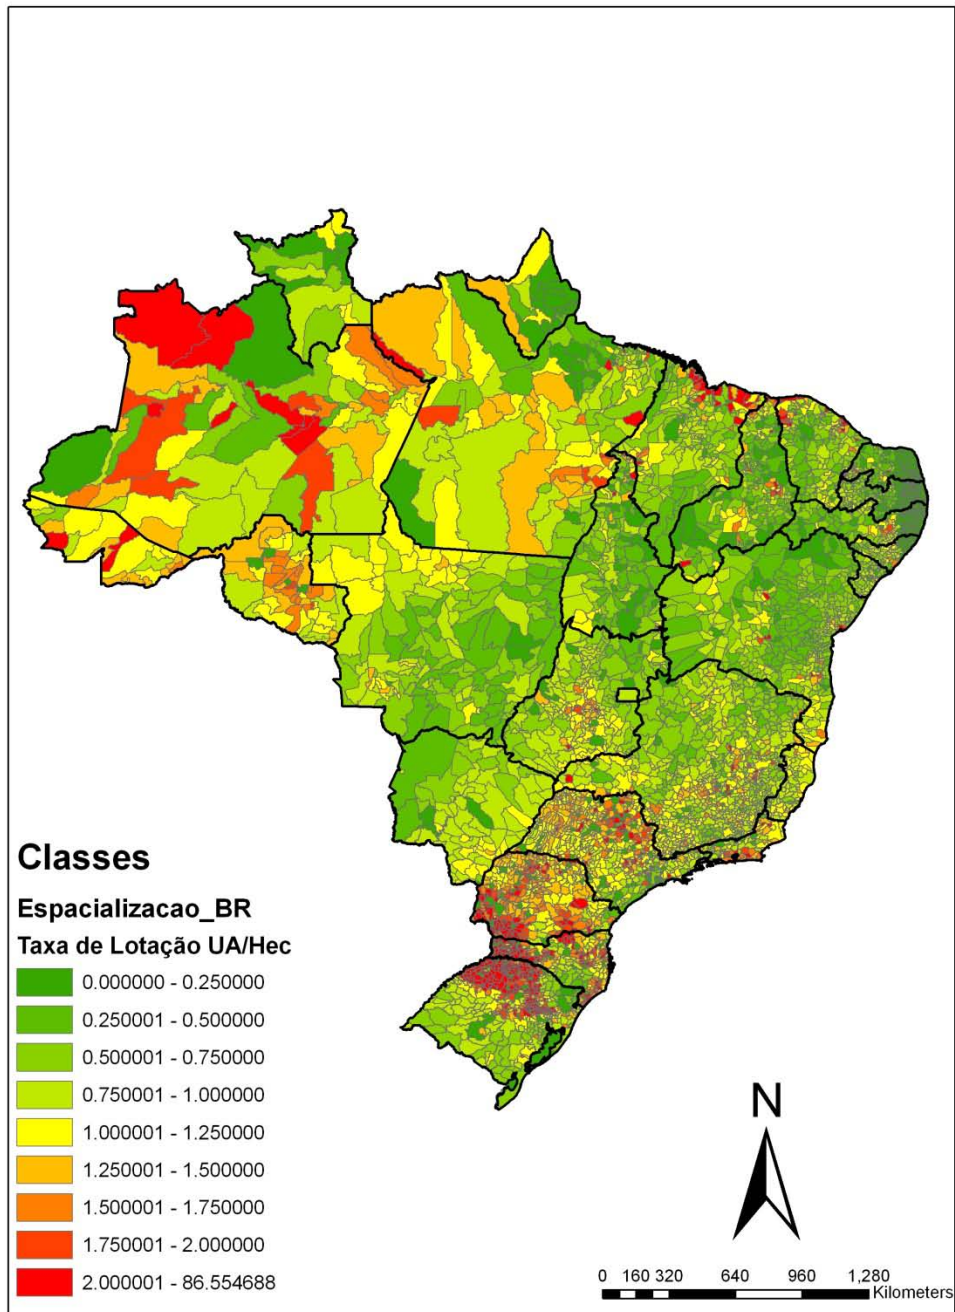 Classes
Espacializacao_BR
Taxa de Lotação UA/Hec
0.000000 - 0.250000
0.250001 - 0.500000
0.500001 - 0.750000
0.750001 - 1.000000
1.000001 - 1.250000
1.250001 - 1.500000
1.500001 - 1.750000
1.750001 - 2.000000
2.000001 - 86.554688
N
0 160 320 640 960 1,280
Kilometers